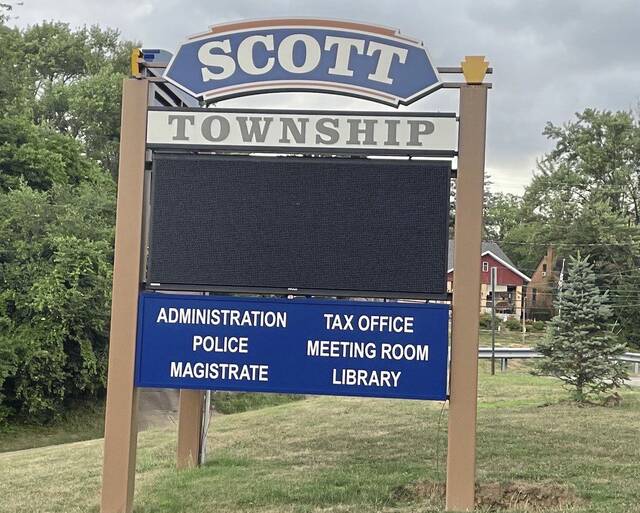 SCOTT
TOWNSHIP
ADMINISTRATION
POLICE
MAGISTRATE
TAX OFFICE
MEETING ROOM
LIBRARY